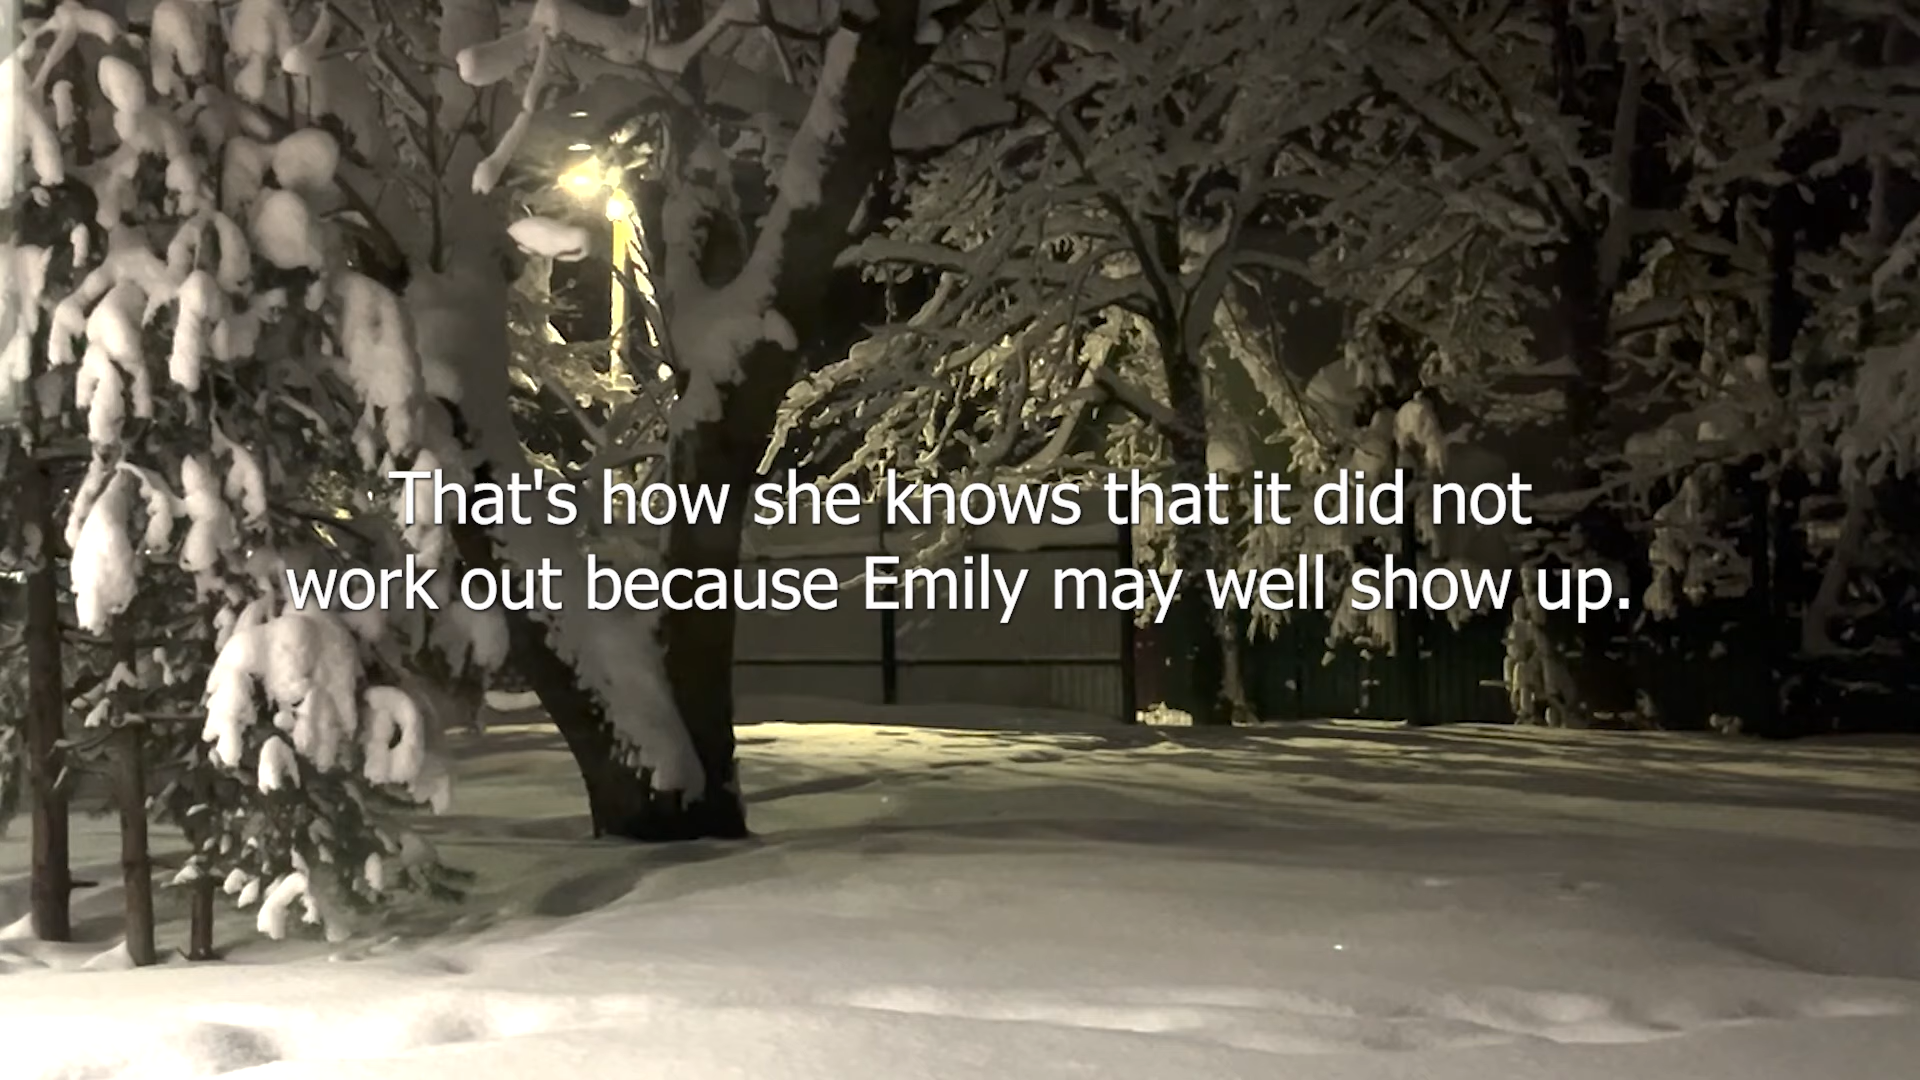 That's how she knows that it did not
work out because Emily may well show up.